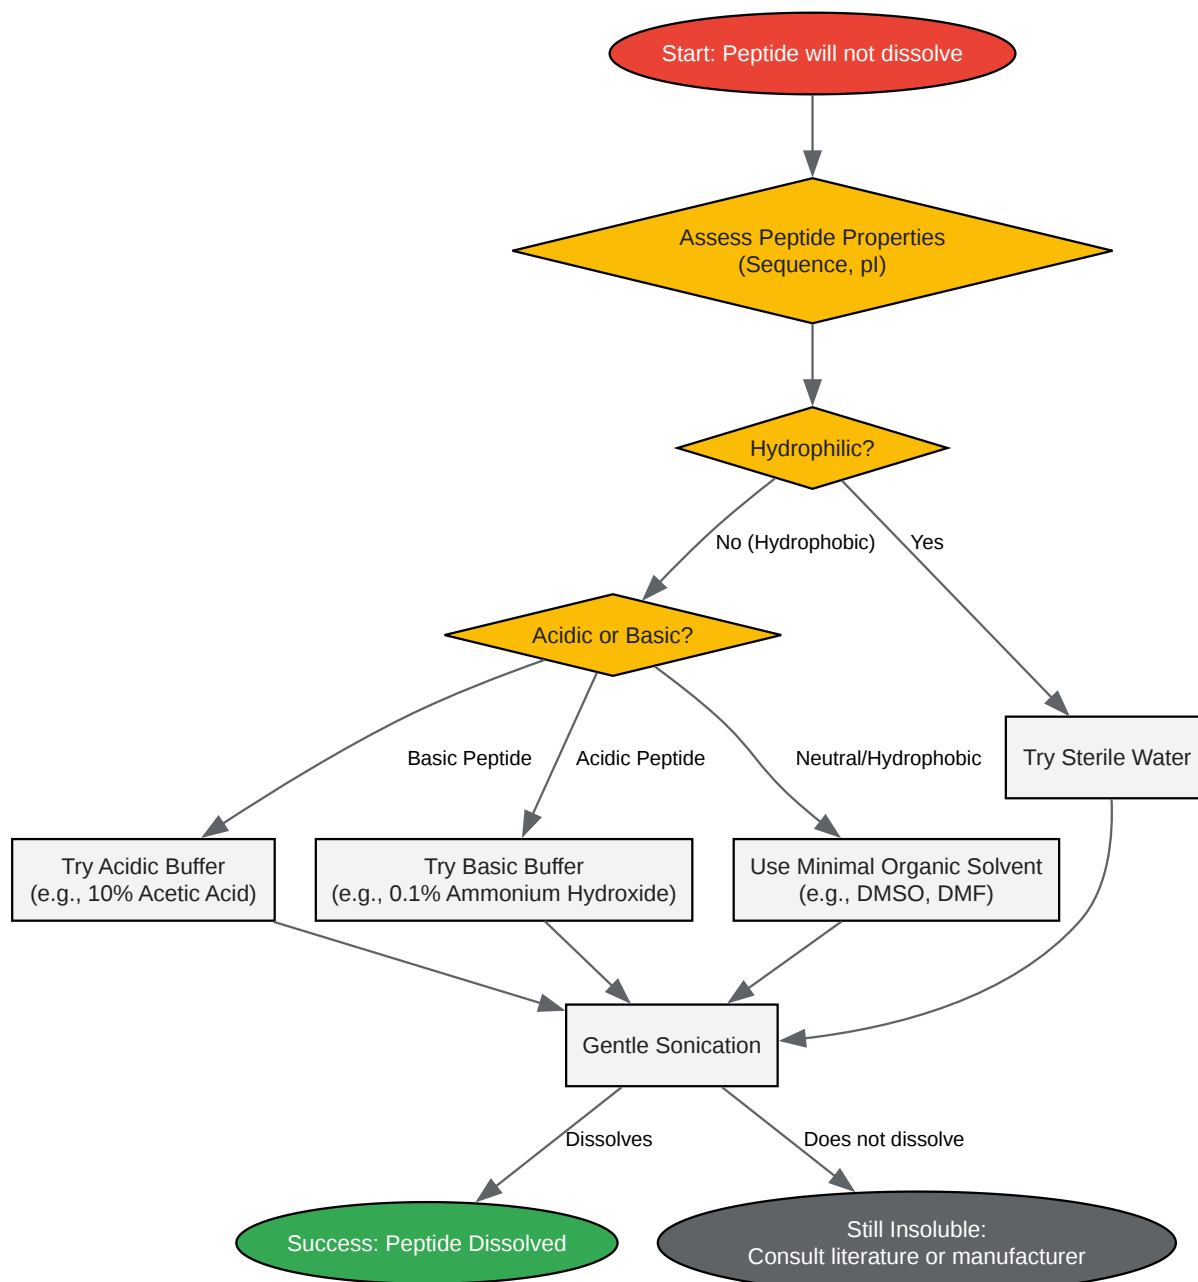 Start: Peptide will not dissolve
Assess Peptide Properties
(Sequence, pI)
Hydrophilic?
No (Hydrophobic)
Yes
Acidic or Basic?
Basic Peptide
Acidic Peptide
Neutral/Hydrophobic
Try Sterile Water
Try Acidic Buffer
(e.g., 10% Acetic Acid)
Try Basic Buffer
(e.g., 0.1% Ammonium Hydroxide)
Use Minimal Organic Solvent
(e.g., DMSO, DMF)
Gentle Sonication
Dissolves
Does not dissolve
Success: Peptide Dissolved
Still Insoluble:
Consult literature or manufacturer